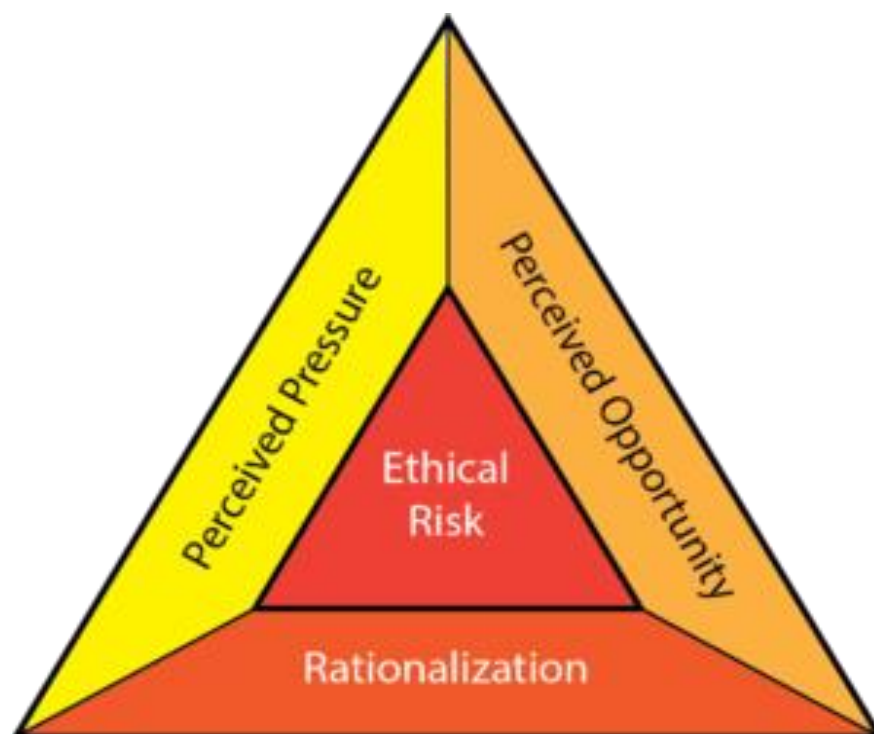 Perceived Pressure
Perceived Opportunity
Ethical
Risk
Rationalization